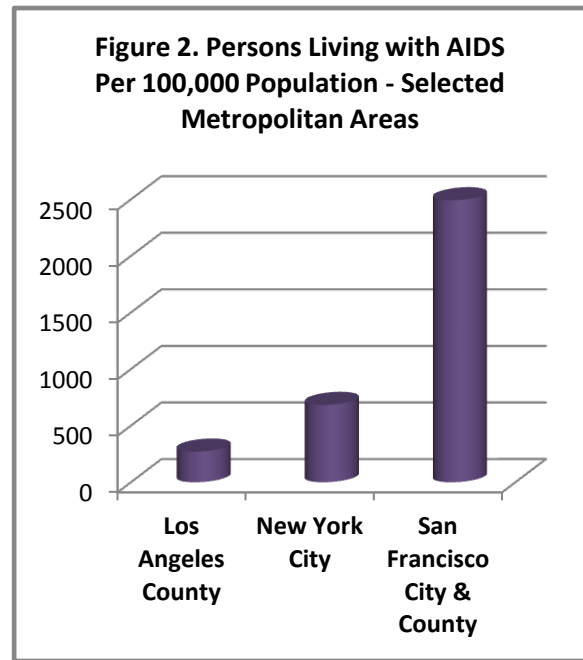 Figure 2. Persons Living with AIDS
Per 100,000 Population - Selected
Metropolitan Areas
2500
2000
1500
1000
500
0
Los
Angeles
County
New York
City
San
Francisco
City &
County